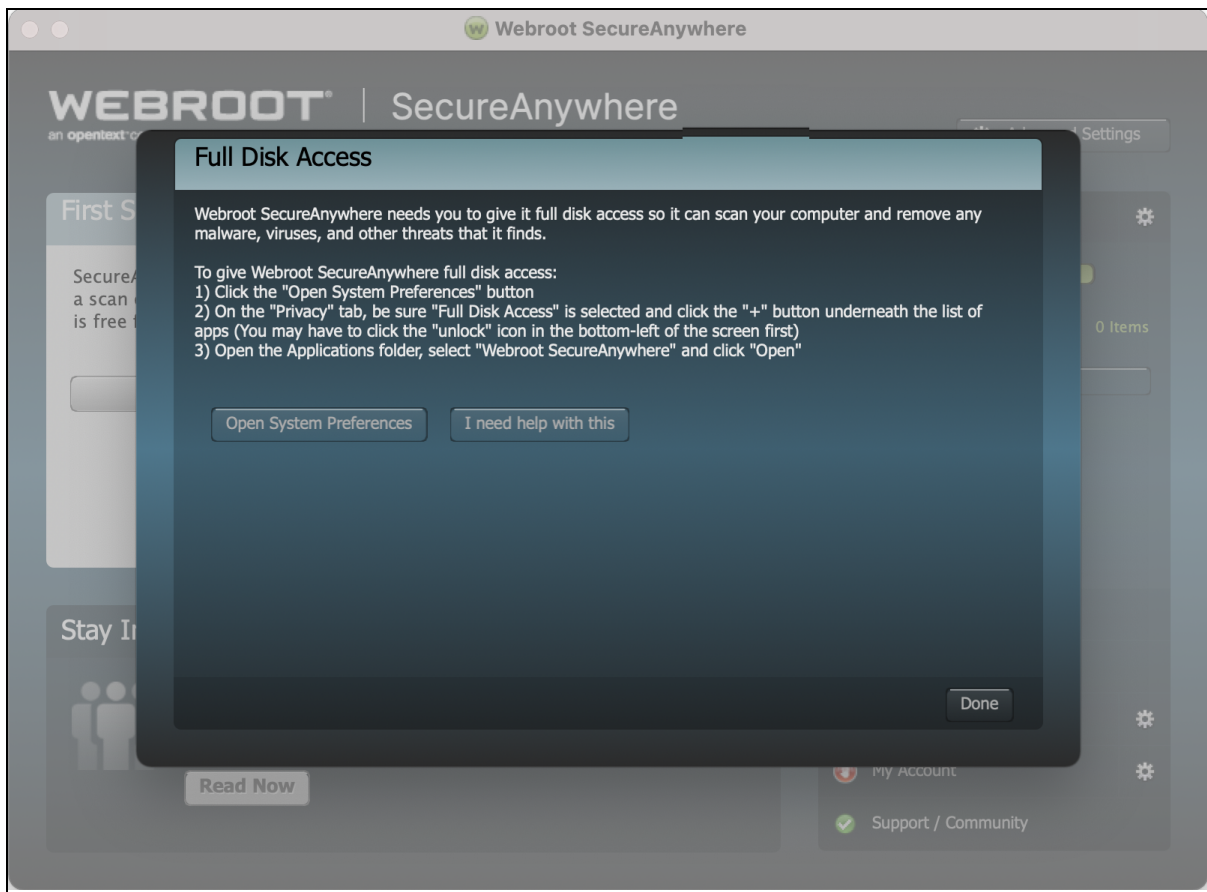 Webroot SecureAnywhere
WEBROOT® | SecureAnywhere
an opentext
Settings
Full Disk Access
First S
Webroot SecureAnywhere needs you to give it full disk access so it can scan your computer and remove any
malware, viruses, and other threats that it finds.
To give Webroot SecureAnywhere full disk access:
1) Click the "Open System Preferences" button
2) On the "Privacy" tab, be sure "Full Disk Access" is selected and click the "+" button underneath the list of
apps (You may have to click the "unlock" icon in the bottom-left of the screen first)
3) Open the Applications folder, select "Webroot SecureAnywhere" and click "Open"
SecureA
a scan
is free f
0 Items
Open System Preferences
I need help with this
Stay In
Done
Read Now
My Account
Support / Community